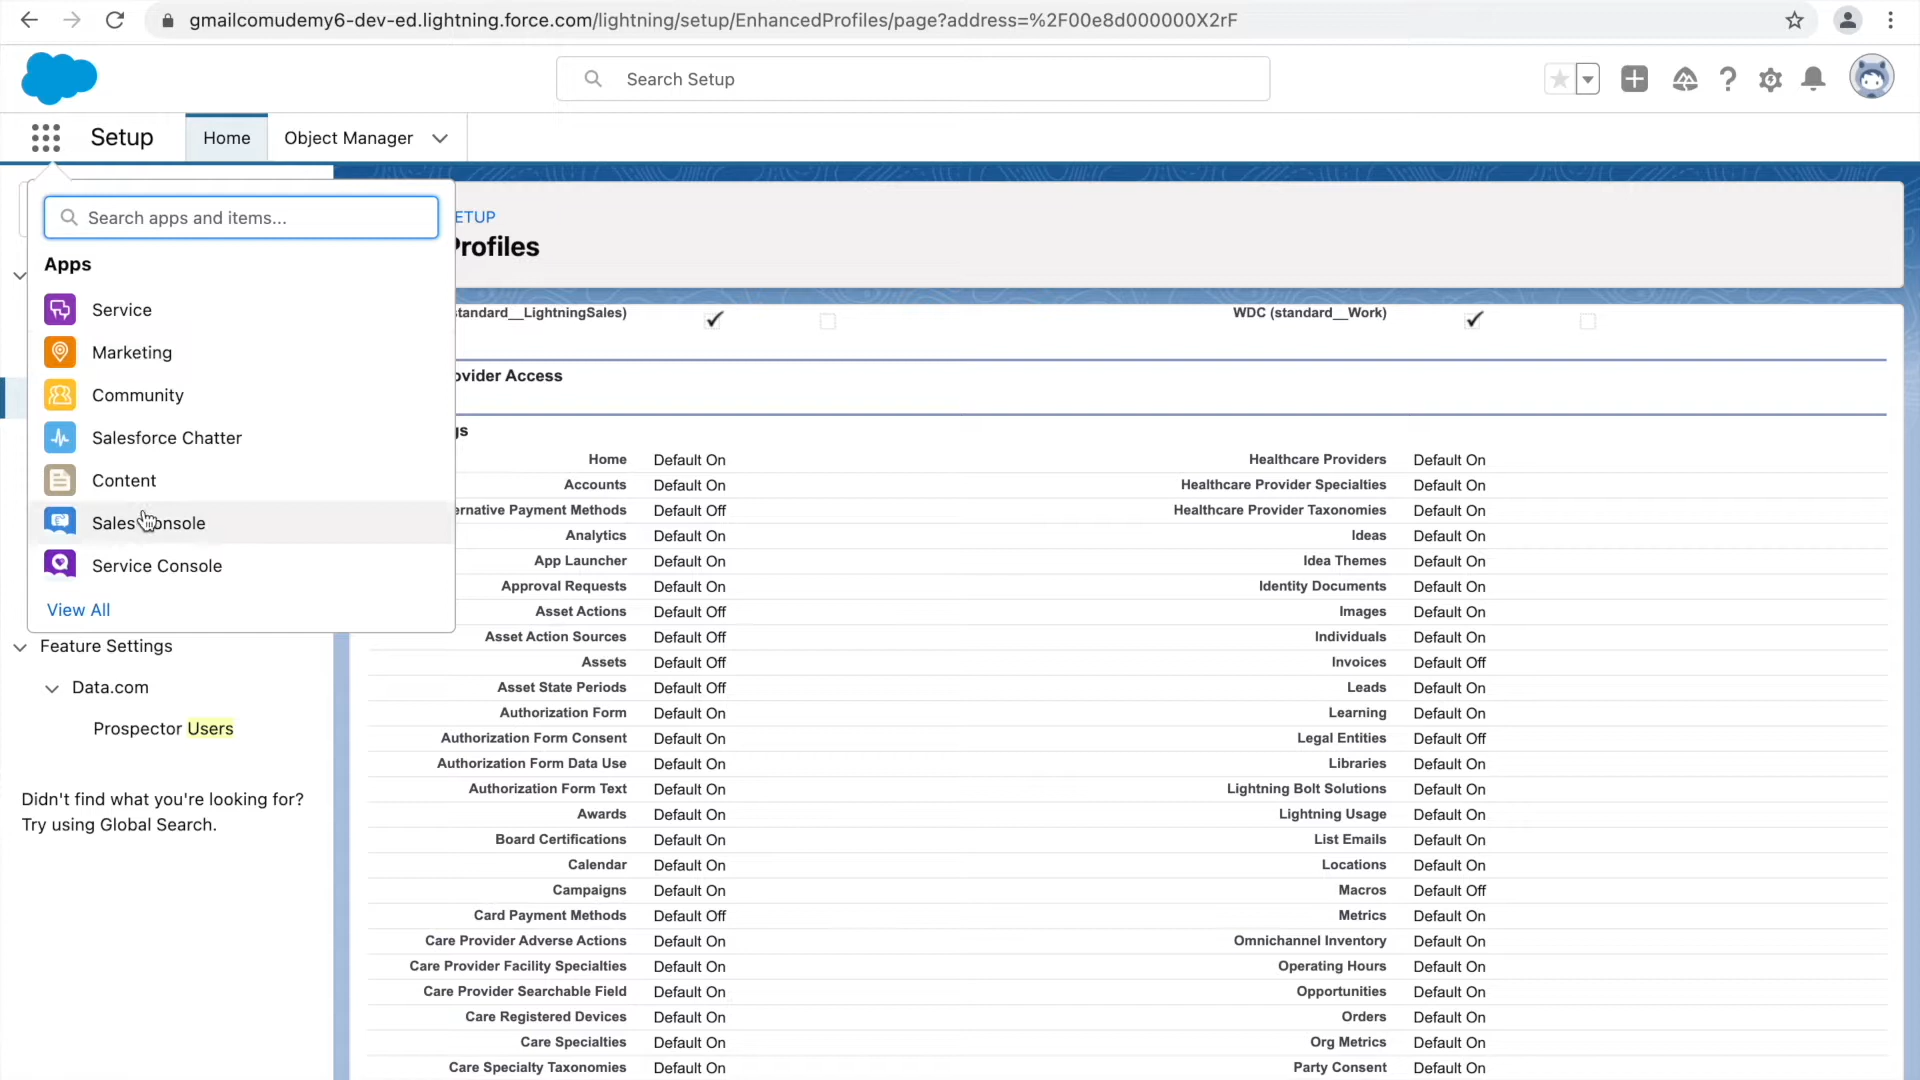 gmailcomudemy6-dev-ed.lightning.force.com/lightning/setup/EnhancedProfiles/page?address=%2F00e8d000000X2rF
Search Setup
Setup
Home
Object Manager
Search apps and items...
Apps
Service
Marketing
Community
Salesforce Chatter
Content
Sales Console
Service Console
View All
Feature Settings
Data.com
Prospector Users
Didn't find what you're looking for?
Try using Global Search.
ETUP
Profiles
standard__LightningSales)
WDC (standard__Work)
ovider Access
gs
Home Default On Healthcare Providers Default On
Accounts Default On Healthcare Provider Specialties Default On
ernative Payment Methods Default Off Healthcare Provider Taxonomies Default On
Analytics Default On Ideas Default On
App Launcher Default On Idea Themes Default On
Approval Requests Default On Identity Documents Default On
Asset Actions Default Off Images Default On
Asset Action Sources Default Off Individuals Default On
Assets Default Off Invoices Default Off
Asset State Periods Default Off Leads Default On
Authorization Form Default On Learning Default On
Authorization Form Consent Default On Legal Entities Default Off
Authorization Form Data Use Default On Libraries Default On
Authorization Form Text Default On Lightning Bolt Solutions Default On
Awards Default On Lightning Usage Default On
Board Certifications Default On List Emails Default On
Calendar Default On Locations Default On
Campaigns Default On Macros Default Off
Card Payment Methods Default Off Metrics Default On
Care Provider Adverse Actions Default On Omnichannel Inventory Default On
Care Provider Facility Specialties Default On Operating Hours Default On
Care Provider Searchable Field Default On Opportunities Default On
Care Registered Devices Default On Orders Default On
Care Specialties Default On Org Metrics Default On
Care Specialty Taxonomies Default On Party Consent Default On